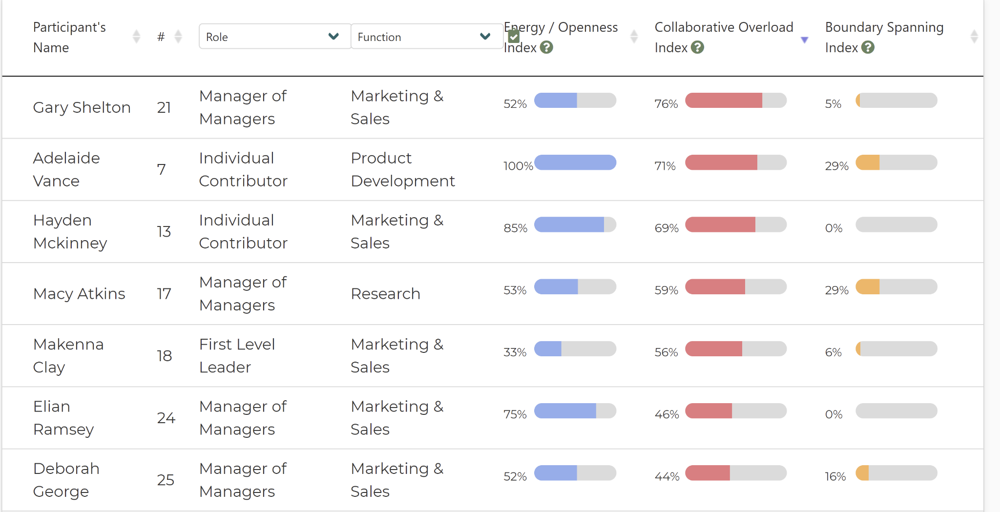 Participant's Name
#
Role
Function
Energy / Openness Index ?
Collaborative Overload Index ?
Boundary Spanning Index ?
Gary Shelton 21 Manager of Managers Marketing & Sales 52% 76% 5%
Adelaide Vance 7 Individual Contributor Product Development 100% 71% 29%
Hayden Mckinney 13 Individual Contributor Marketing & Sales 85% 69% 0%
Macy Atkins 17 Manager of Managers Research 53% 59% 29%
Makenna Clay 18 First Level Leader Marketing & Sales 33% 56% 6%
Elian Ramsey 24 Manager of Managers Marketing & Sales 75% 46% 0%
Deborah George 25 Manager of Managers Marketing & Sales 52% 44% 16%